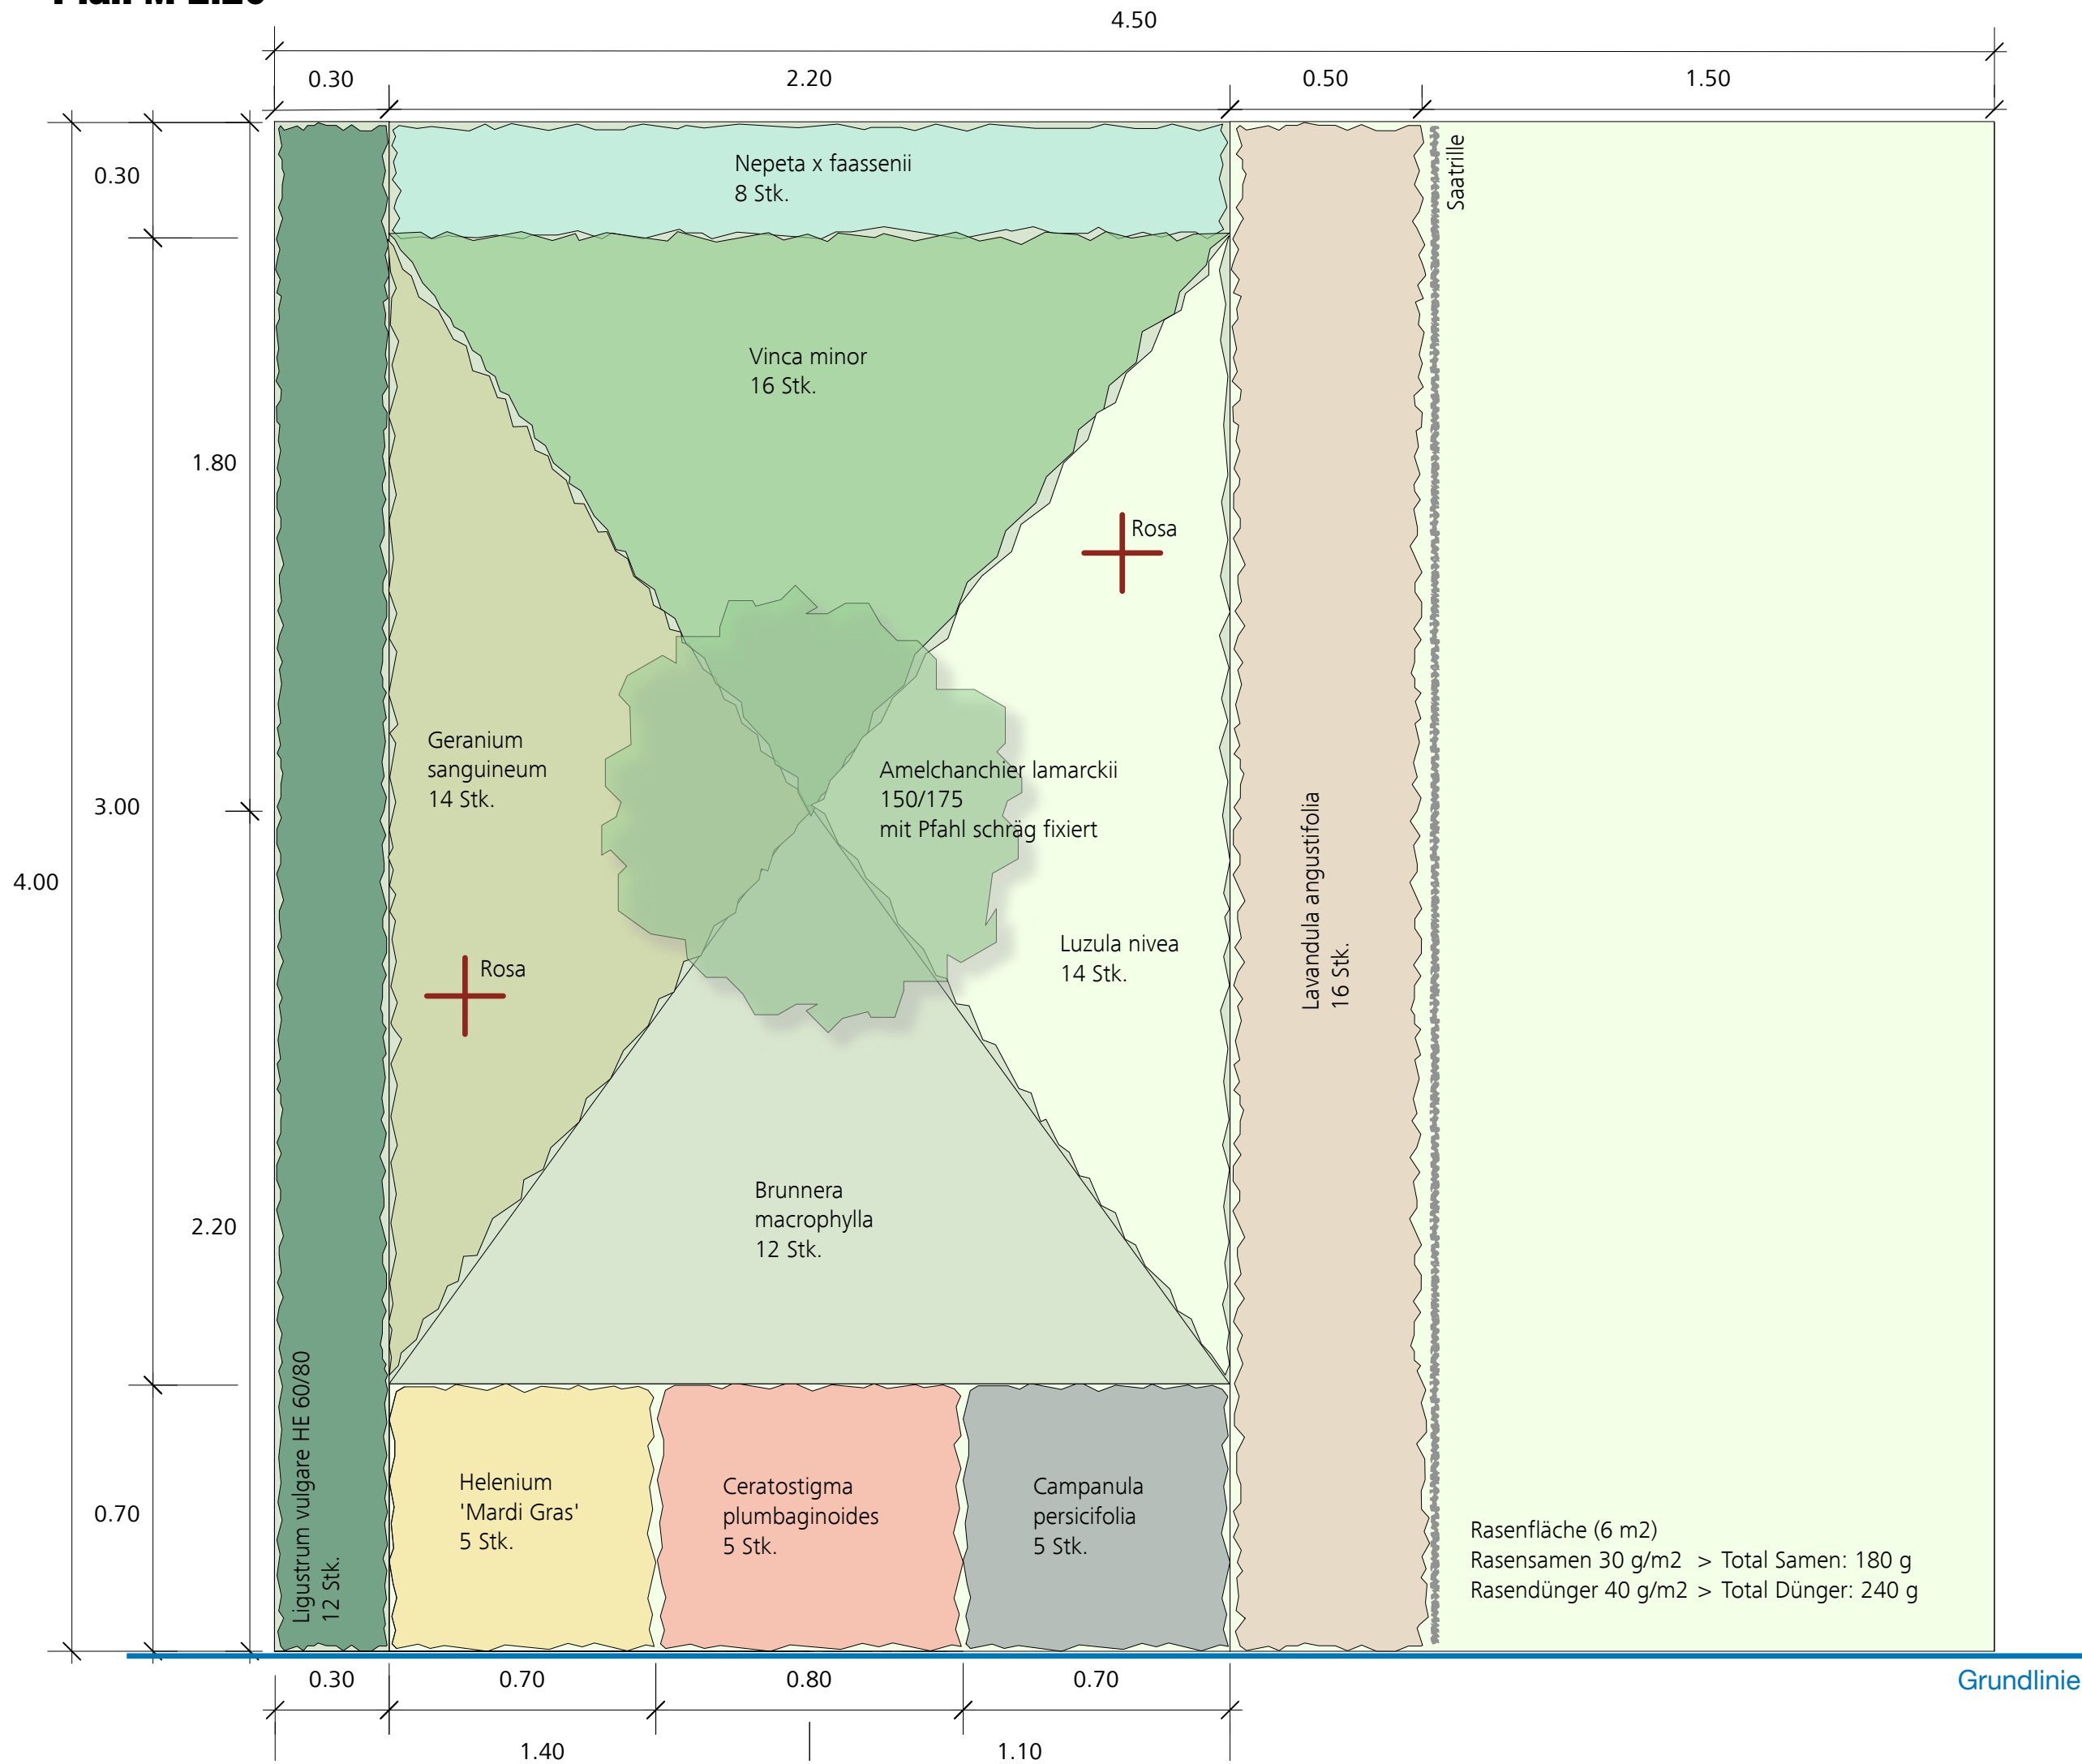 4.50
0.30 2.20 0.50 1.50
0.30
1.80
3.00
4.00
2.20
0.70
Nepeta x faassenii
8 Stk.
Saatrille
Vinca minor
16 Stk.
Rosa
Geranium
sanguineum
14 Stk.
Amelchanchier lamarckii
150/175
mit Pfahl schräg fixiert
Rosa
Luzula nivea
14 Stk.
Lavandula angustifolia
16 Stk.
Brunnera
macrophylla
12 Stk.
Ligustrum vulgare HE 60/80
12 Stk.
Helenium
'Mardi Gras'
5 Stk.
Ceratostigma
plumbaginoides
5 Stk.
Campanula
persicifolia
5 Stk.
Rasenfläche (6 m2)
Rasensamen 30 g/m2 > Total Samen: 180 g
Rasendünger 40 g/m2 > Total Dünger: 240 g
Grundlinie
0.30 0.70 0.80 0.70
1.40 1.10